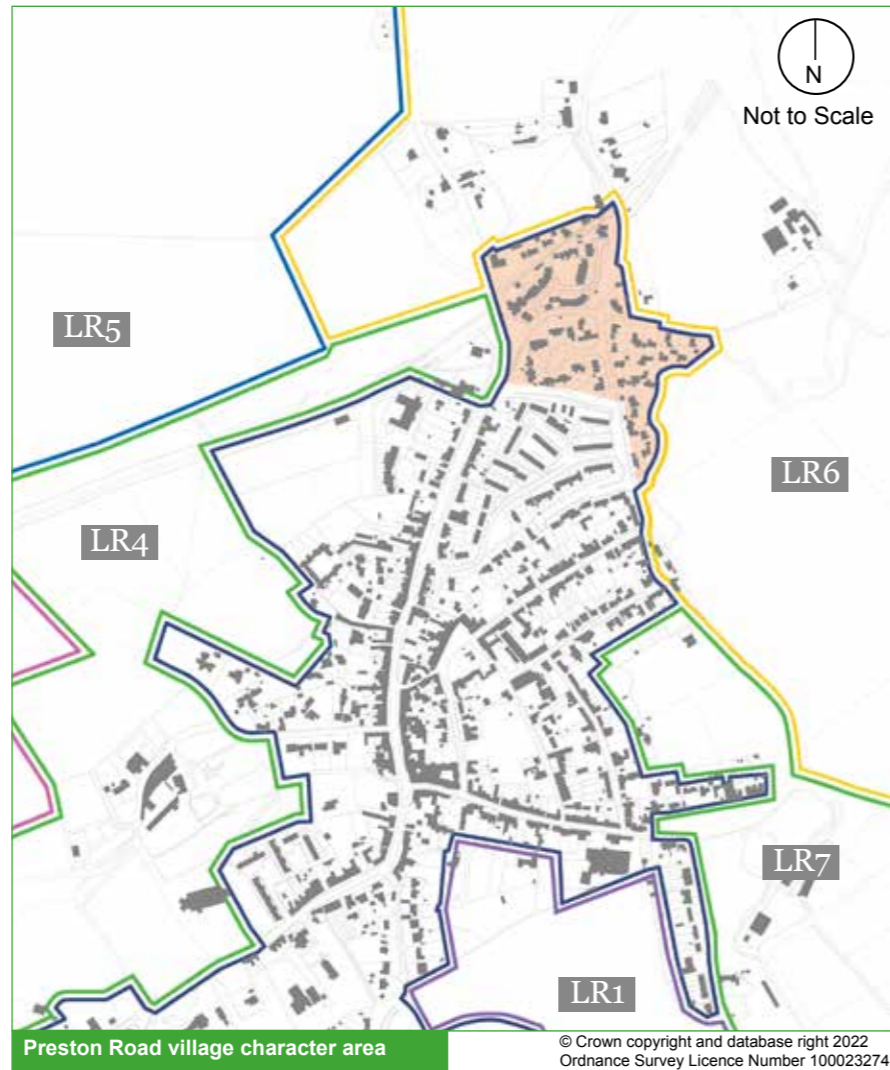 N
Not to Scale
LR5
LR6
LR4
LR7
LR1
Preston Road village character area
© Crown copyright and database right 2022
Ordnance Survey Licence Number 100023274